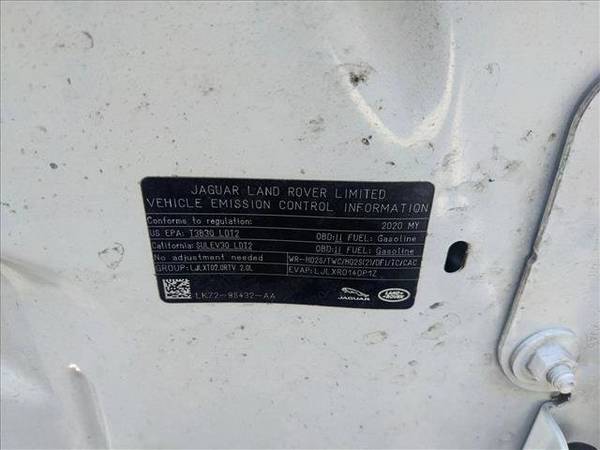 JAGUAR LAND ROVER LIMITED
VEHICLE EMISSION CONTROL INFORMATION
Conforms to regulation: 2020 MY
US EPA: T3B30 LDT2 OBD:II FUEL: Gasoline
California: SULEV30 LDT2 OBD:II FUEL: Gasoline
No adjustment needed WR-HO2S/TWC/HO2S(2)/DFI/TC/CAC
GROUP: LJLXT02.0RTV 2.0L EVAP: LJLXR0140P1Z
LK72-9S432-AA
JAGUAR
LAND ROVER